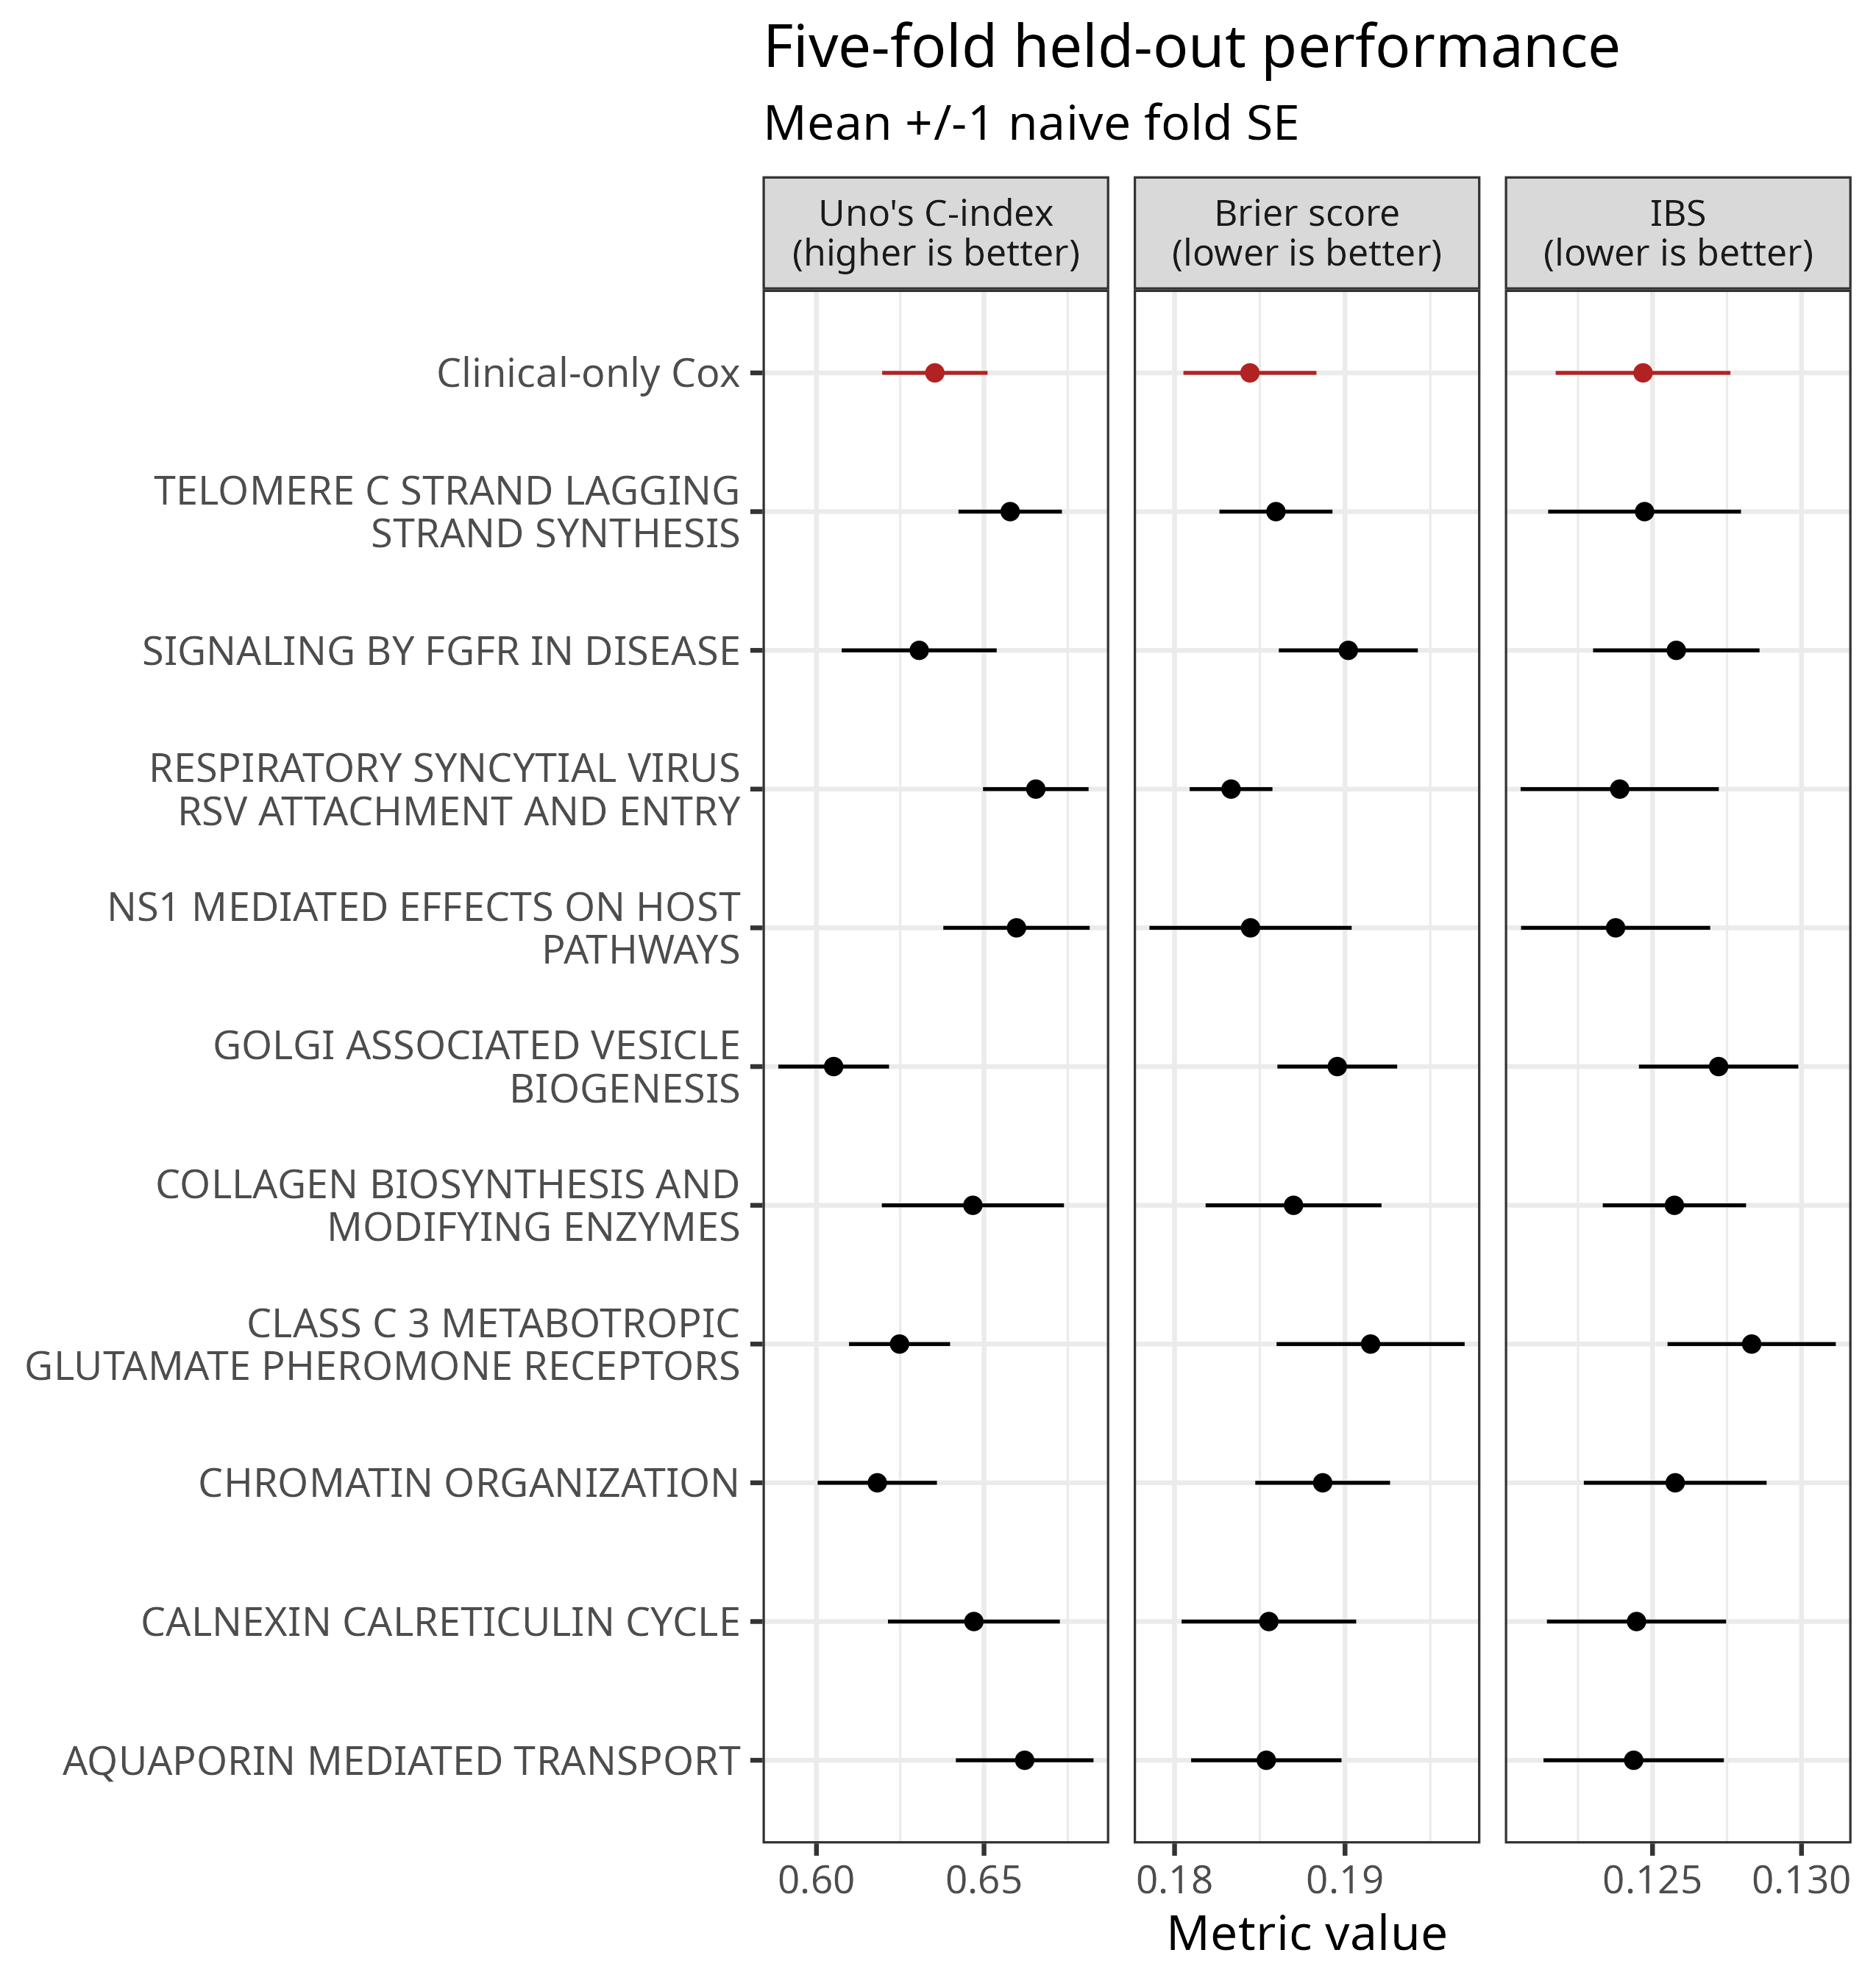 Five-fold held-out performance
Mean +/-1 naive fold SE
Uno's C-index
(higher is better)
Brier score
(lower is better)
IBS
(lower is better)
Clinical-only Cox
TELOMERE C STRAND LAGGING
STRAND SYNTHESIS
SIGNALING BY FGFR IN DISEASE
RESPIRATORY SYNCYTIAL VIRUS
RSV ATTACHMENT AND ENTRY
NS1 MEDIATED EFFECTS ON HOST
PATHWAYS
GOLGI ASSOCIATED VESICLE
BIOGENESIS
COLLAGEN BIOSYNTHESIS AND
MODIFYING ENZYMES
CLASS C 3 METABOTROPIC
GLUTAMATE PHEROMONE RECEPTORS
CHROMATIN ORGANIZATION
CALNEXIN CALRETICULIN CYCLE
AQUAPORIN MEDIATED TRANSPORT
0.60 0.65 0.18 0.19 0.125 0.130
Metric value